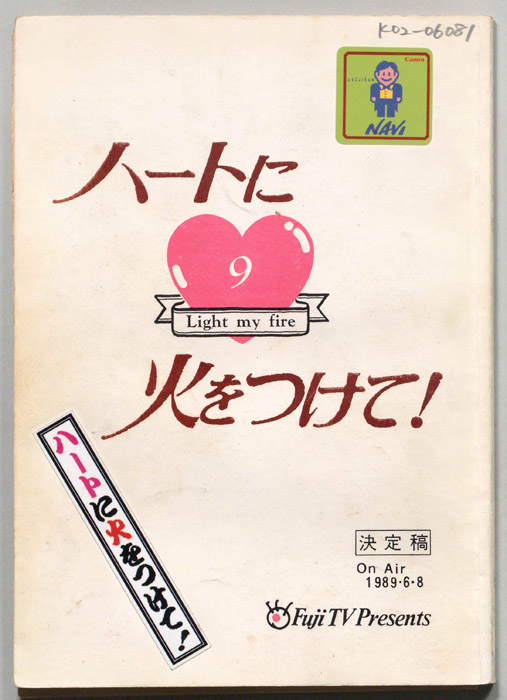 K02-06081
Canon
NAVI
ハートに
9
Light my fire
火をつけて!
ハートに火をつけて!
決定稿
On Air
1989・6・8
Fuji TV Presents